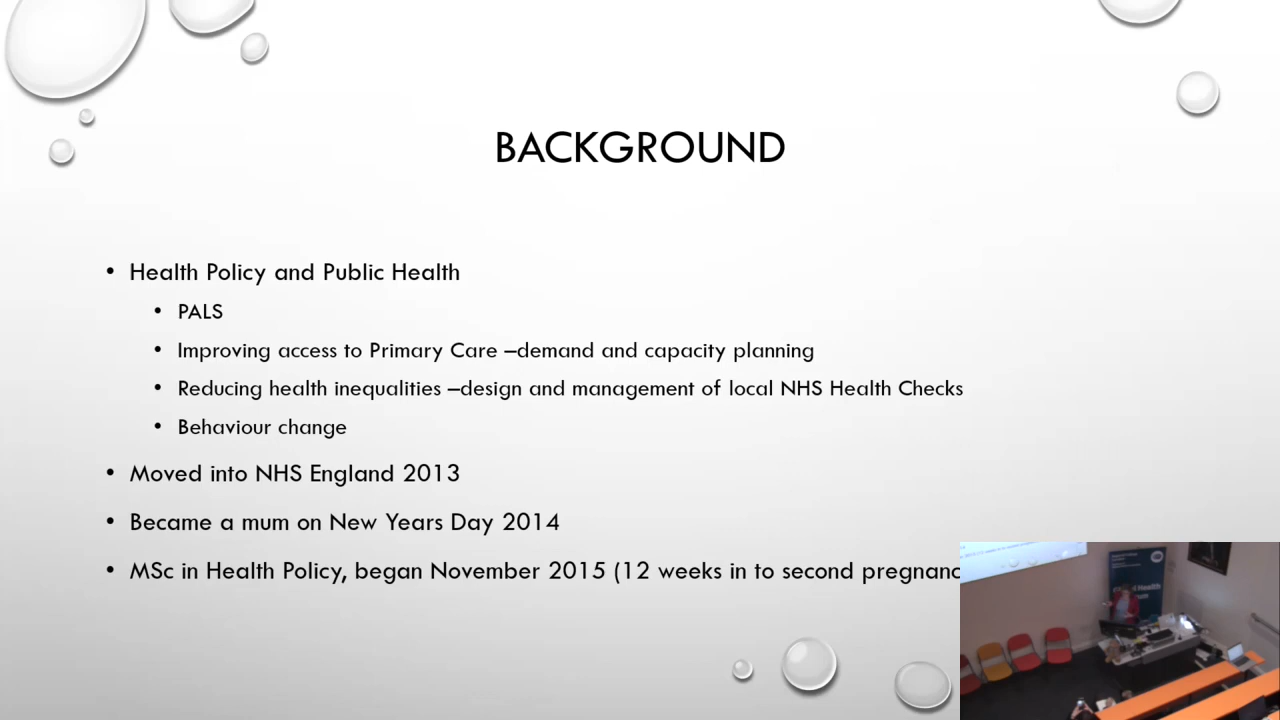 BACKGROUND
• Health Policy and Public Health
• PALS
• Improving access to Primary Care –demand and capacity planning
• Reducing health inequalities –design and management of local NHS Health Checks
• Behaviour change
• Moved into NHS England 2013
• Became a mum on New Years Day 2014
• MSc in Health Policy, began November 2015 (12 weeks in to second pregnanc
Health